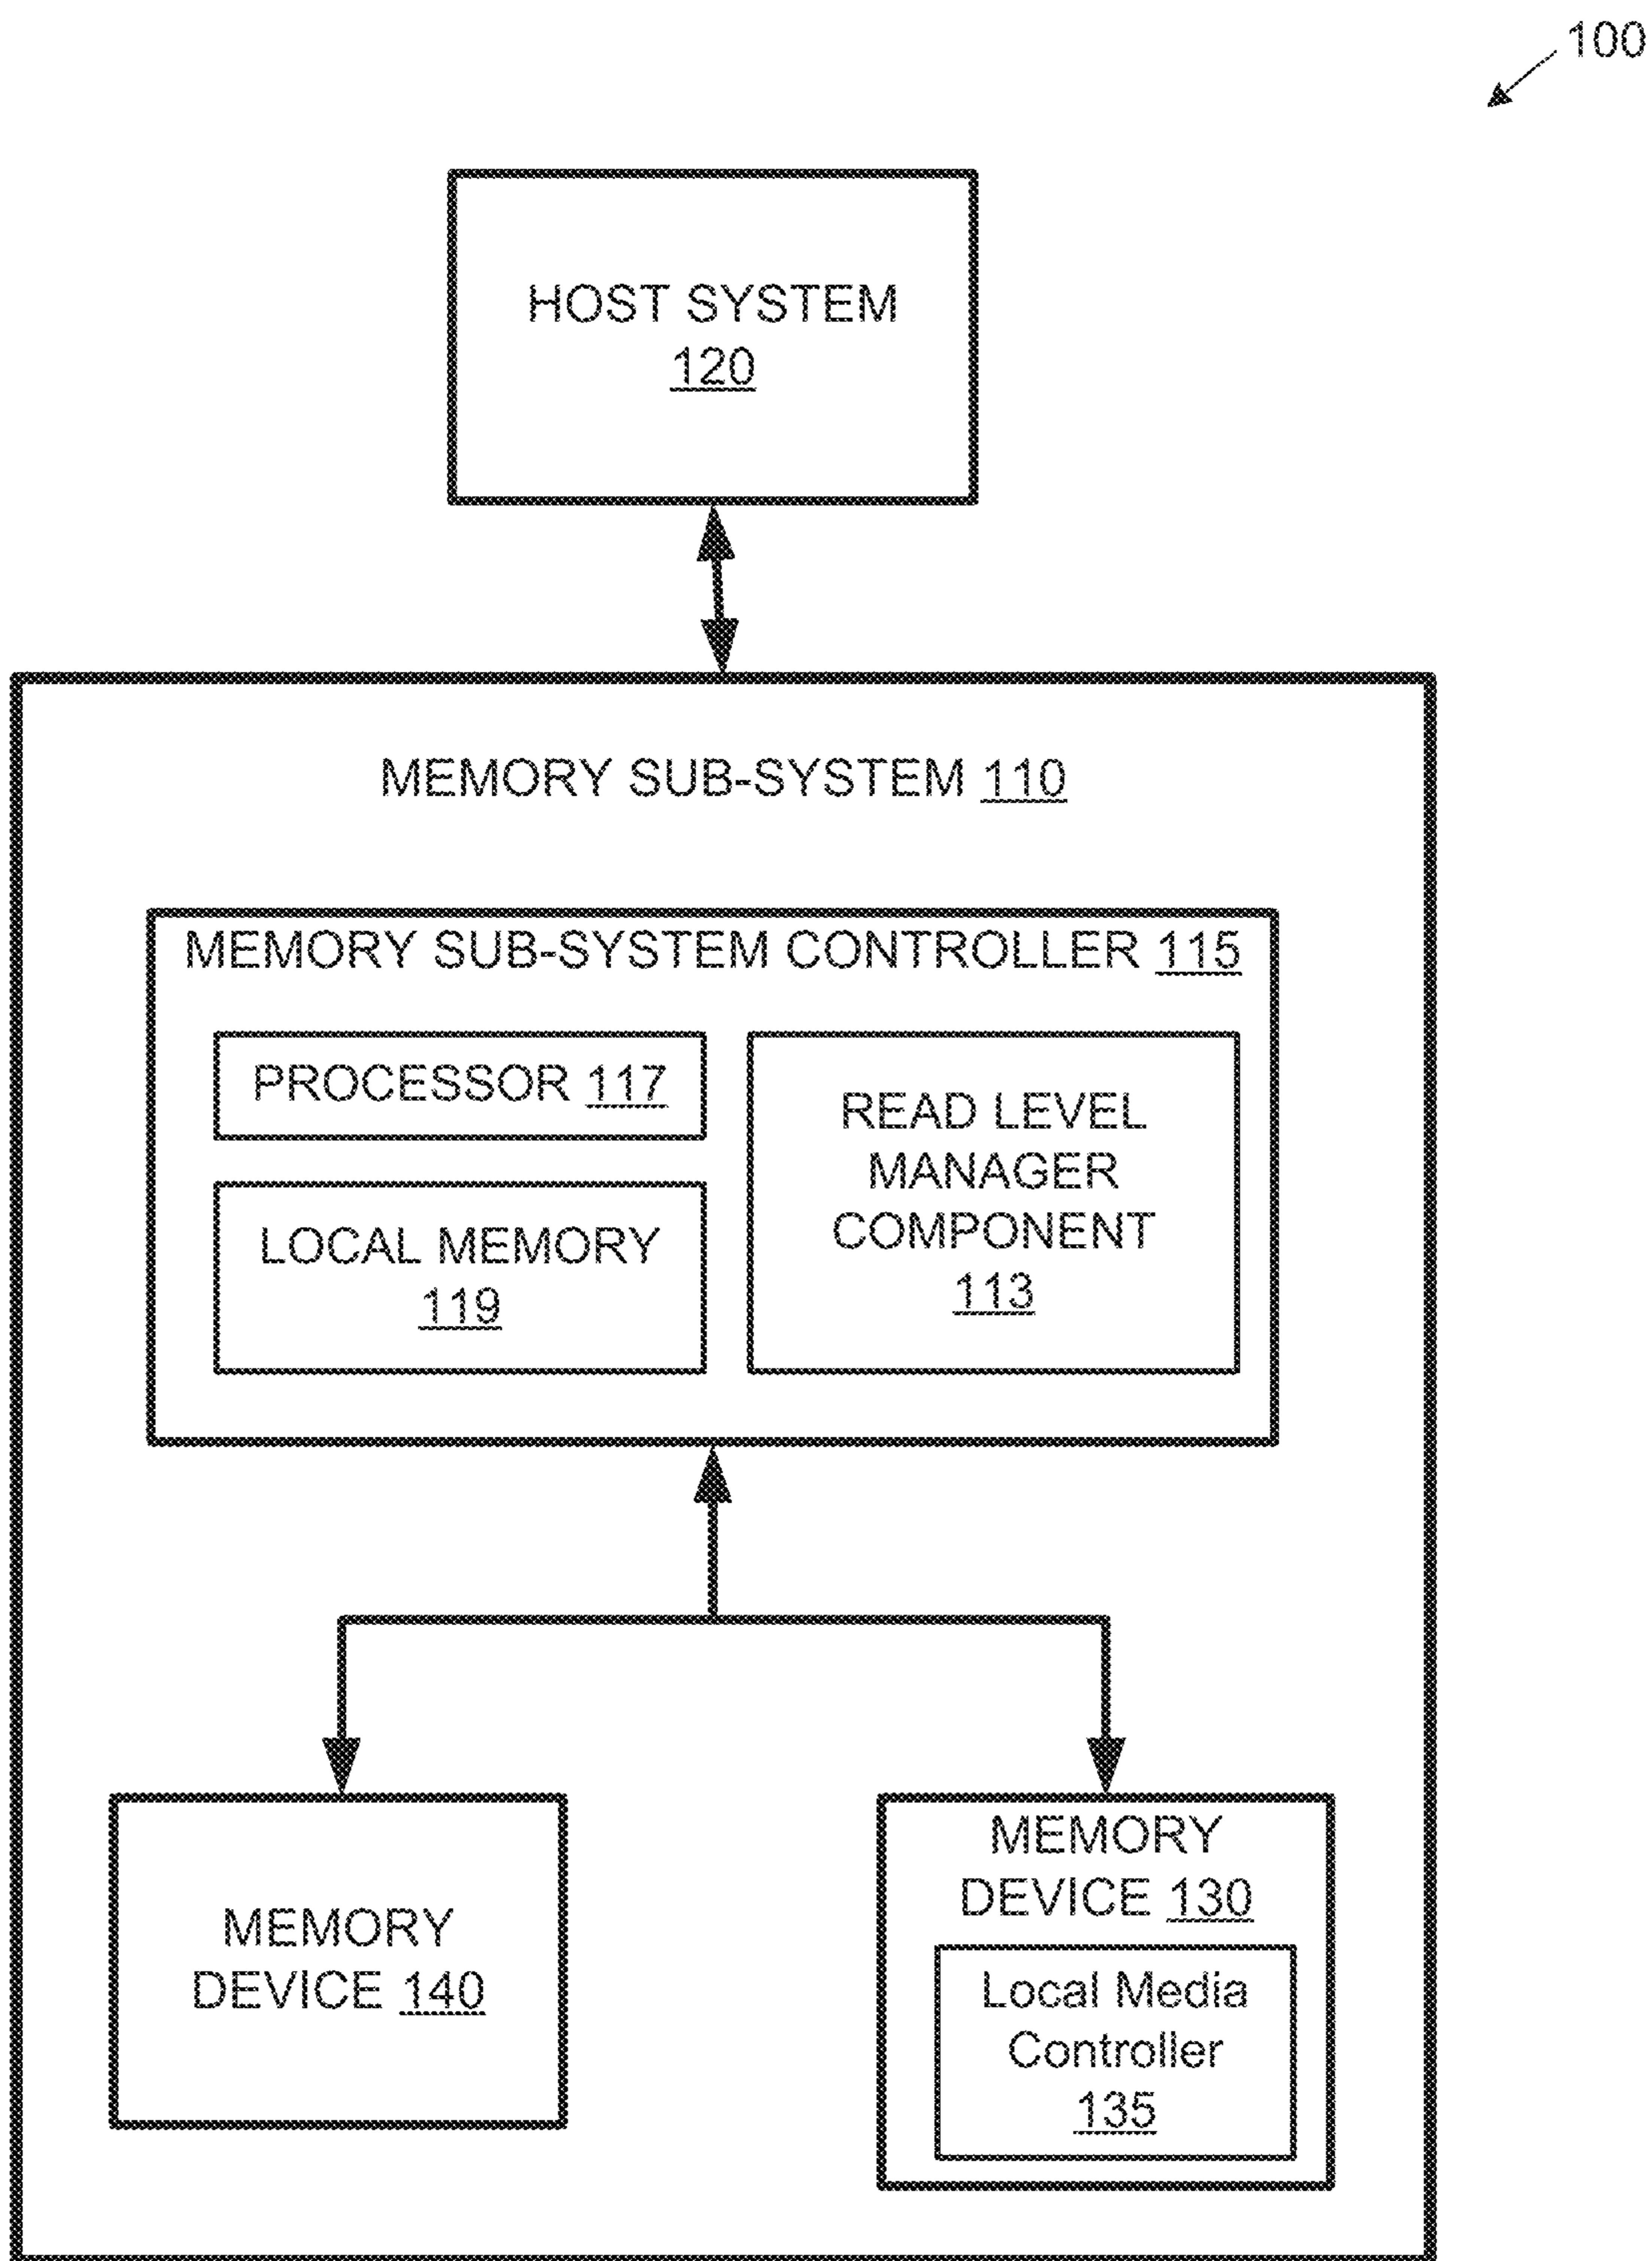 100
HOST SYSTEM
120
MEMORY SUB-SYSTEM 110
MEMORY SUB-SYSTEM CONTROLLER 115
PROCESSOR 117
LOCAL MEMORY
119
READ LEVEL
MANAGER
COMPONENT
113
MEMORY
DEVICE 140
MEMORY
DEVICE 130
Local Media
Controller
135